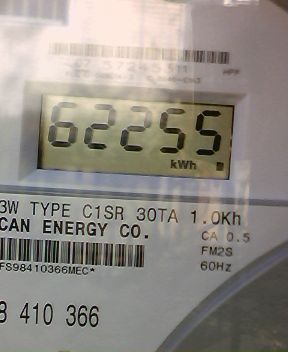 62255
kWh
3W TYPE C1SR 30TA 1.0Kh
CAN ENERGY CO. CA 0.5
FM2S
FS98410366MEC* 60Hz
8 410 366